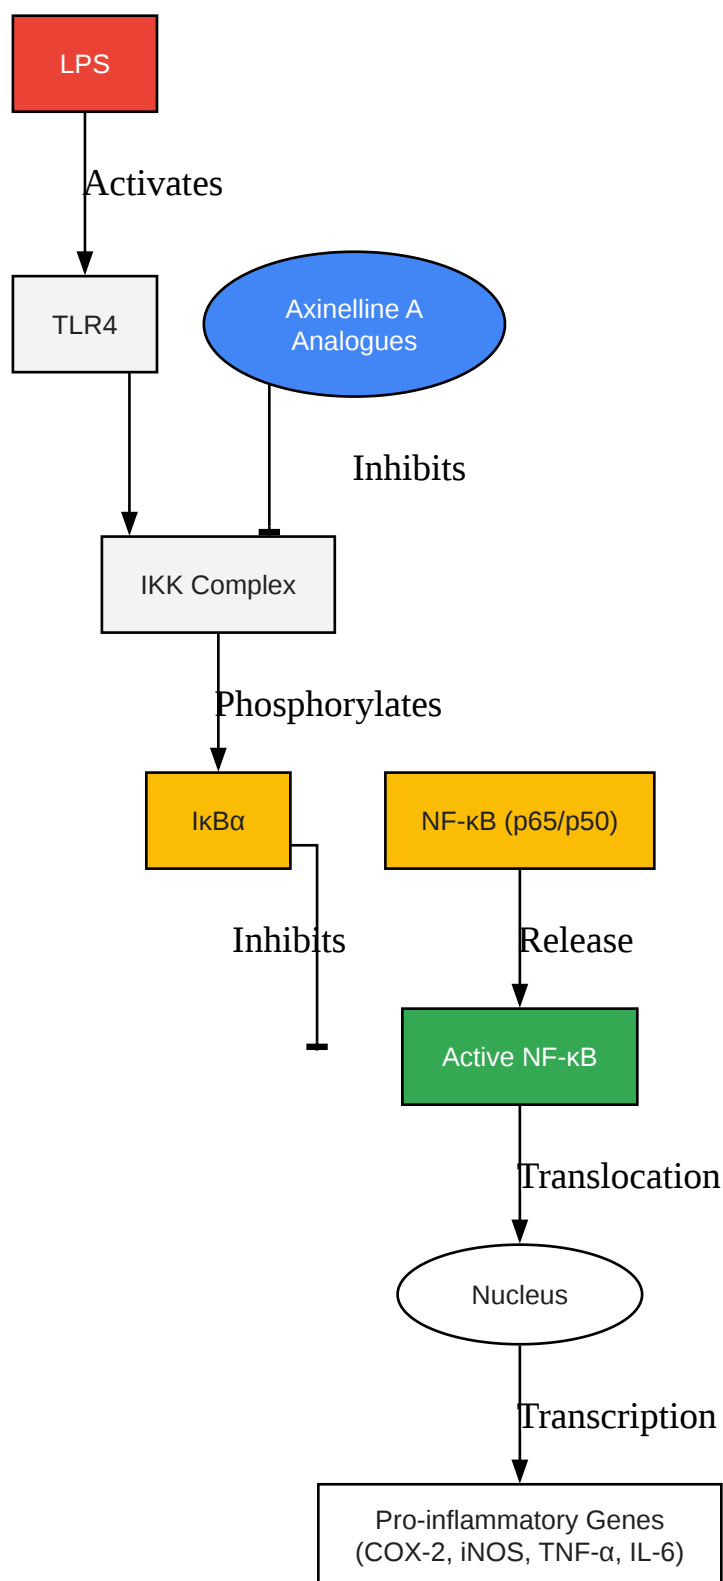 LPS
Activates
TLR4
Axinelline A
Analogues
Inhibits
IKK Complex
Phosphorylates
IκBα
NF-κB (p65/p50)
Inhibits
Release
Active NF-κB
Translocation
Nucleus
Transcription
Pro-inflammatory Genes
(COX-2, iNOS, TNF-α, IL-6)